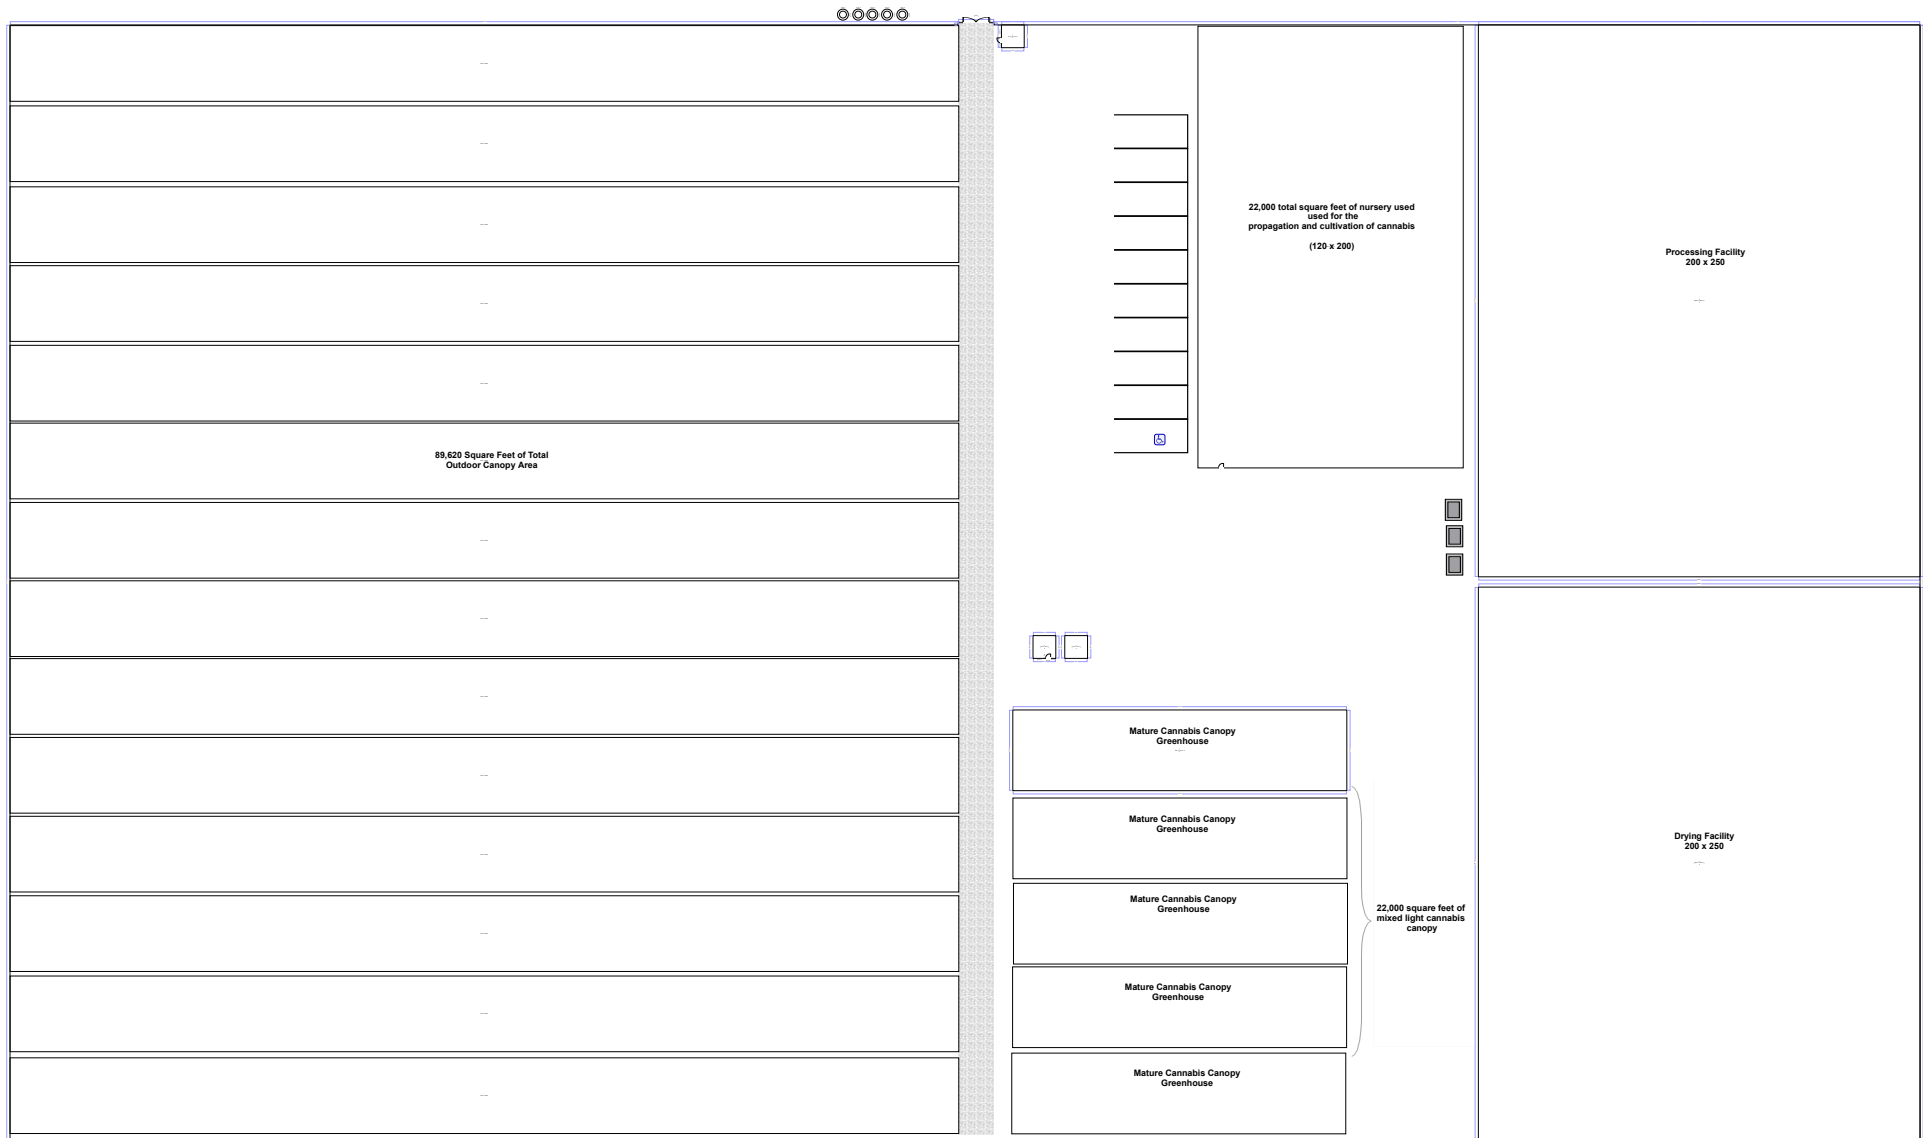 22,000 total square feet of nursery used
used for the
propagation and cultivation of cannabis
(120 x 200)
Processing Facility
200 x 250
89,620 Square Feet of Total
Outdoor Canopy Area
Mature Cannabis Canopy
Greenhouse
Mature Cannabis Canopy
Greenhouse
Mature Cannabis Canopy
Greenhouse
Mature Cannabis Canopy
Greenhouse
Mature Cannabis Canopy
Greenhouse
22,000 square feet of
mixed light cannabis
canopy
Drying Facility
200 x 250